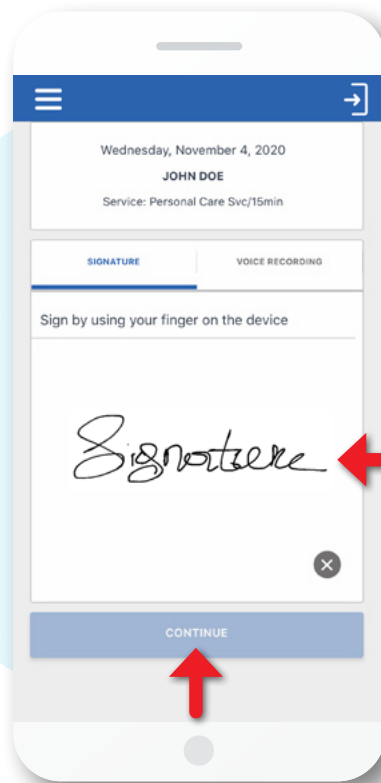 Wednesday, November 4, 2020
JOHN DOE
Service: Personal Care Svc/15min
SIGNATURE VOICE RECORDING
Sign by using your finger on the device
Signature
CONTINUE